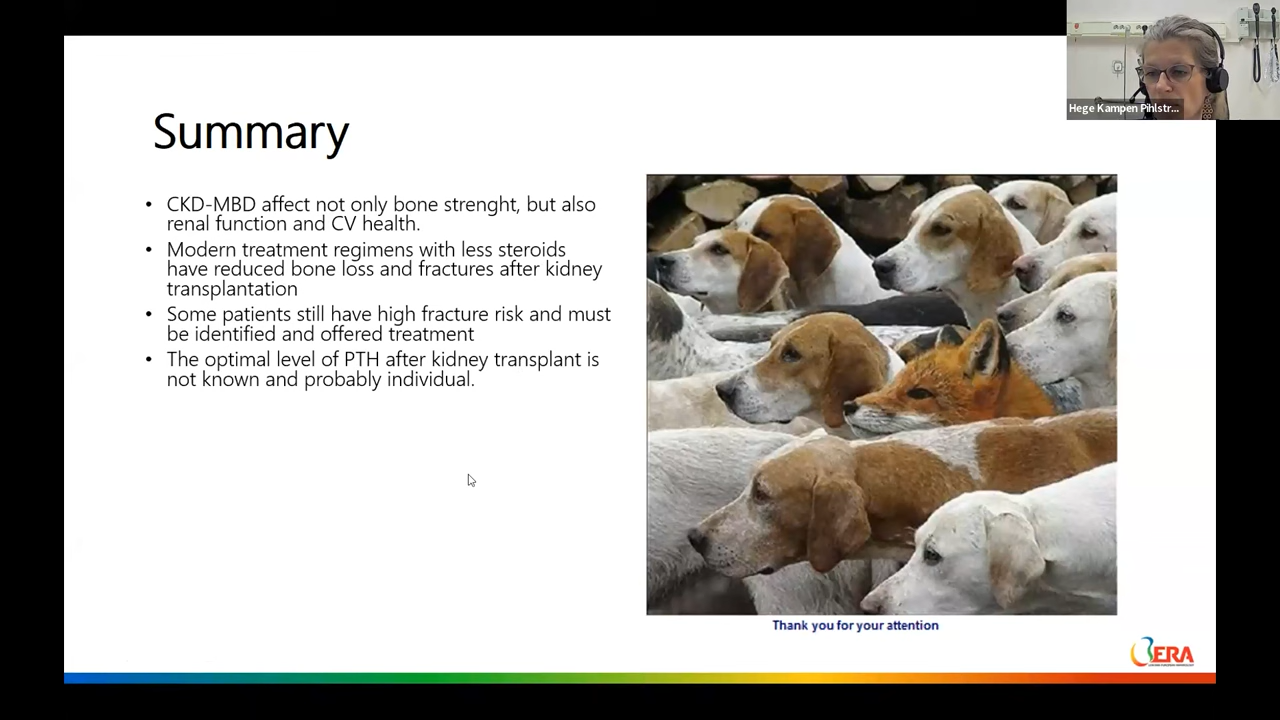 Hege Kampen Pihlstr...
Summary
• CKD-MBD affect not only bone strenght, but also
renal function and CV health.
• Modern treatment regimens with less steroids
have reduced bone loss and fractures after kidney
transplantation
• Some patients still have high fracture risk and must
be identified and offered treatment
• The optimal level of PTH after kidney transplant is
not known and probably individual.
Thank you for your attention
ERA